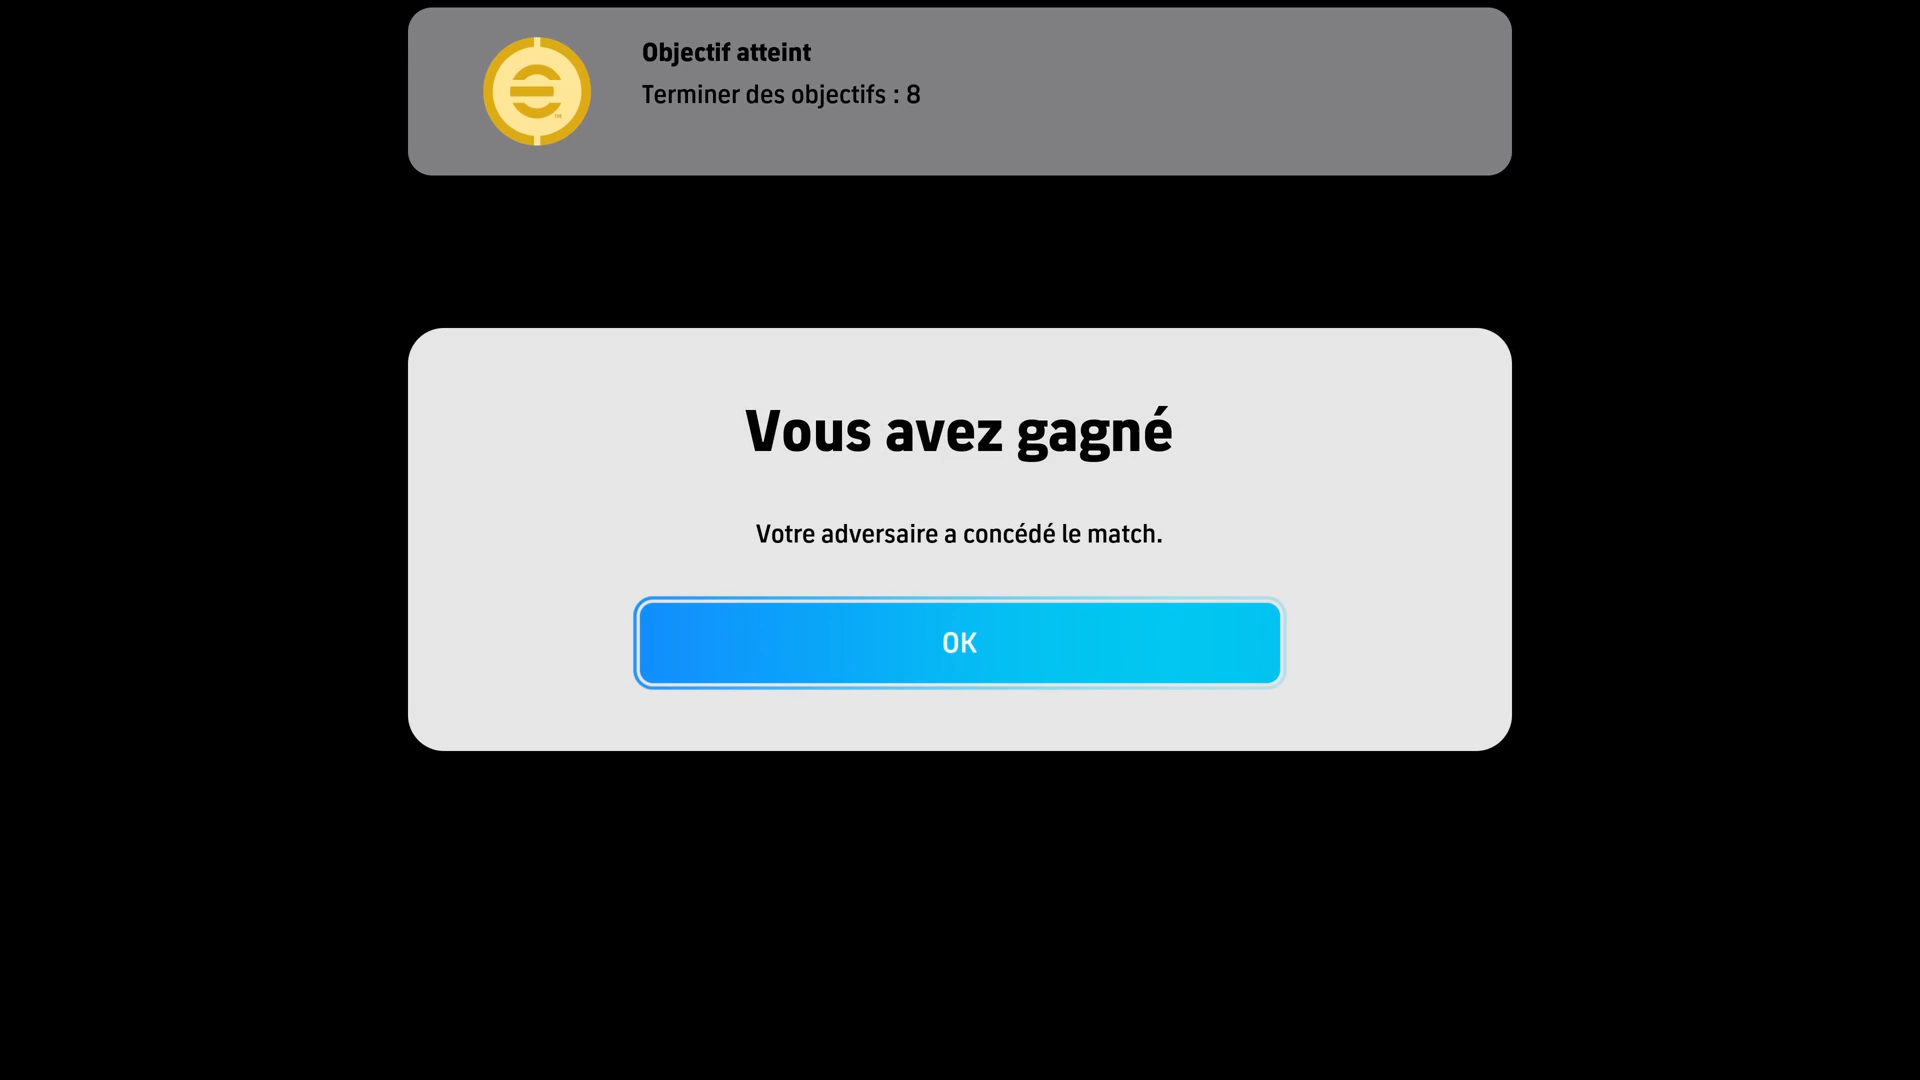 Objectif atteint
Terminer des objectifs : 8
Vous avez gagné
Votre adversaire a concédé le match.
OK